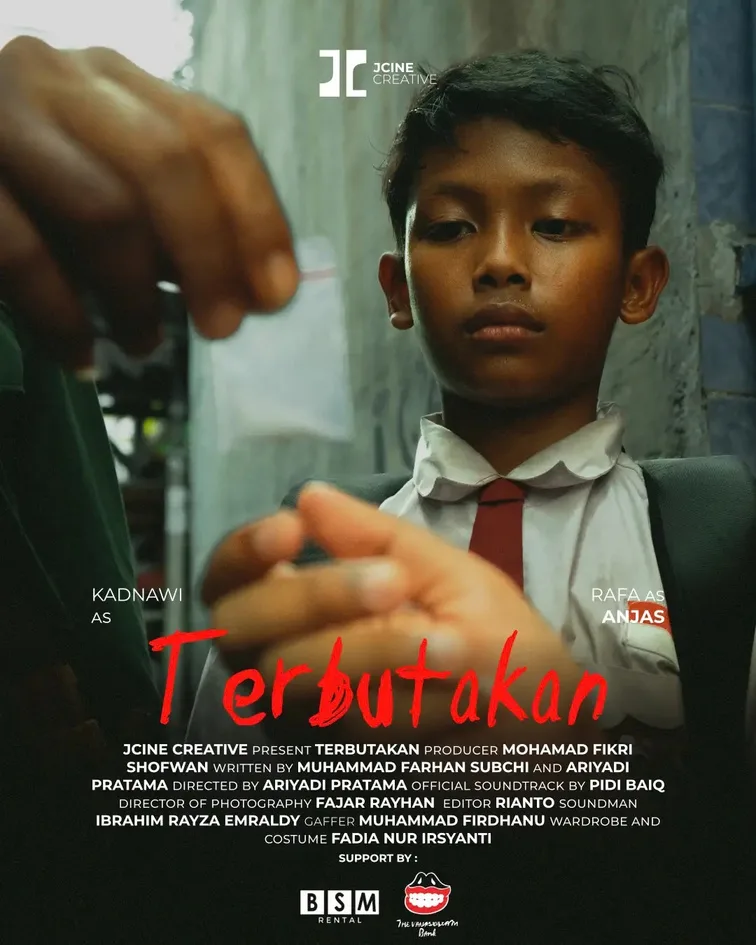 JCINE
CREATIVE
KADNAWI
AS
RAFA AS
ANJAS
Terbutakan
JCINE CREATIVE PRESENT TERBUTAKAN PRODUCER MOHAMAD FIKRI
SHOFWAN WRITTEN BY MUHAMMAD FARHAN SUBCHI AND ARIYADI
PRATAMA DIRECTED BY ARIYADI PRATAMA OFFICIAL SOUNDTRACK BY PIDI BAIQ
DIRECTOR OF PHOTOGRAPHY FAJAR RAYHAN EDITOR RIANTO SOUNDMAN
IBRAHIM RAYZA EMRALDY GAFFER MUHAMMAD FIRDHANU WARDROBE AND
COSTUME FADIA NUR IRSYANTI
SUPPORT BY :
BSM
RENTAL
Band